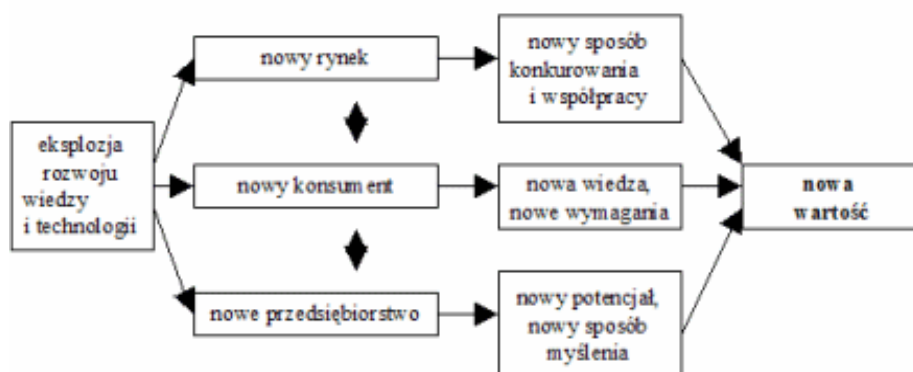 eksplozja
rozwoju
wiedzy
i technologii
nowy rynek
nowy konsument
nowe przedsiębiorstwo
nowy sposób
konkurowania
i współpracy
nowa wiedza,
nowe wymagania
nowy potencjał,
nowy sposób
myślenia
nowa
wartość